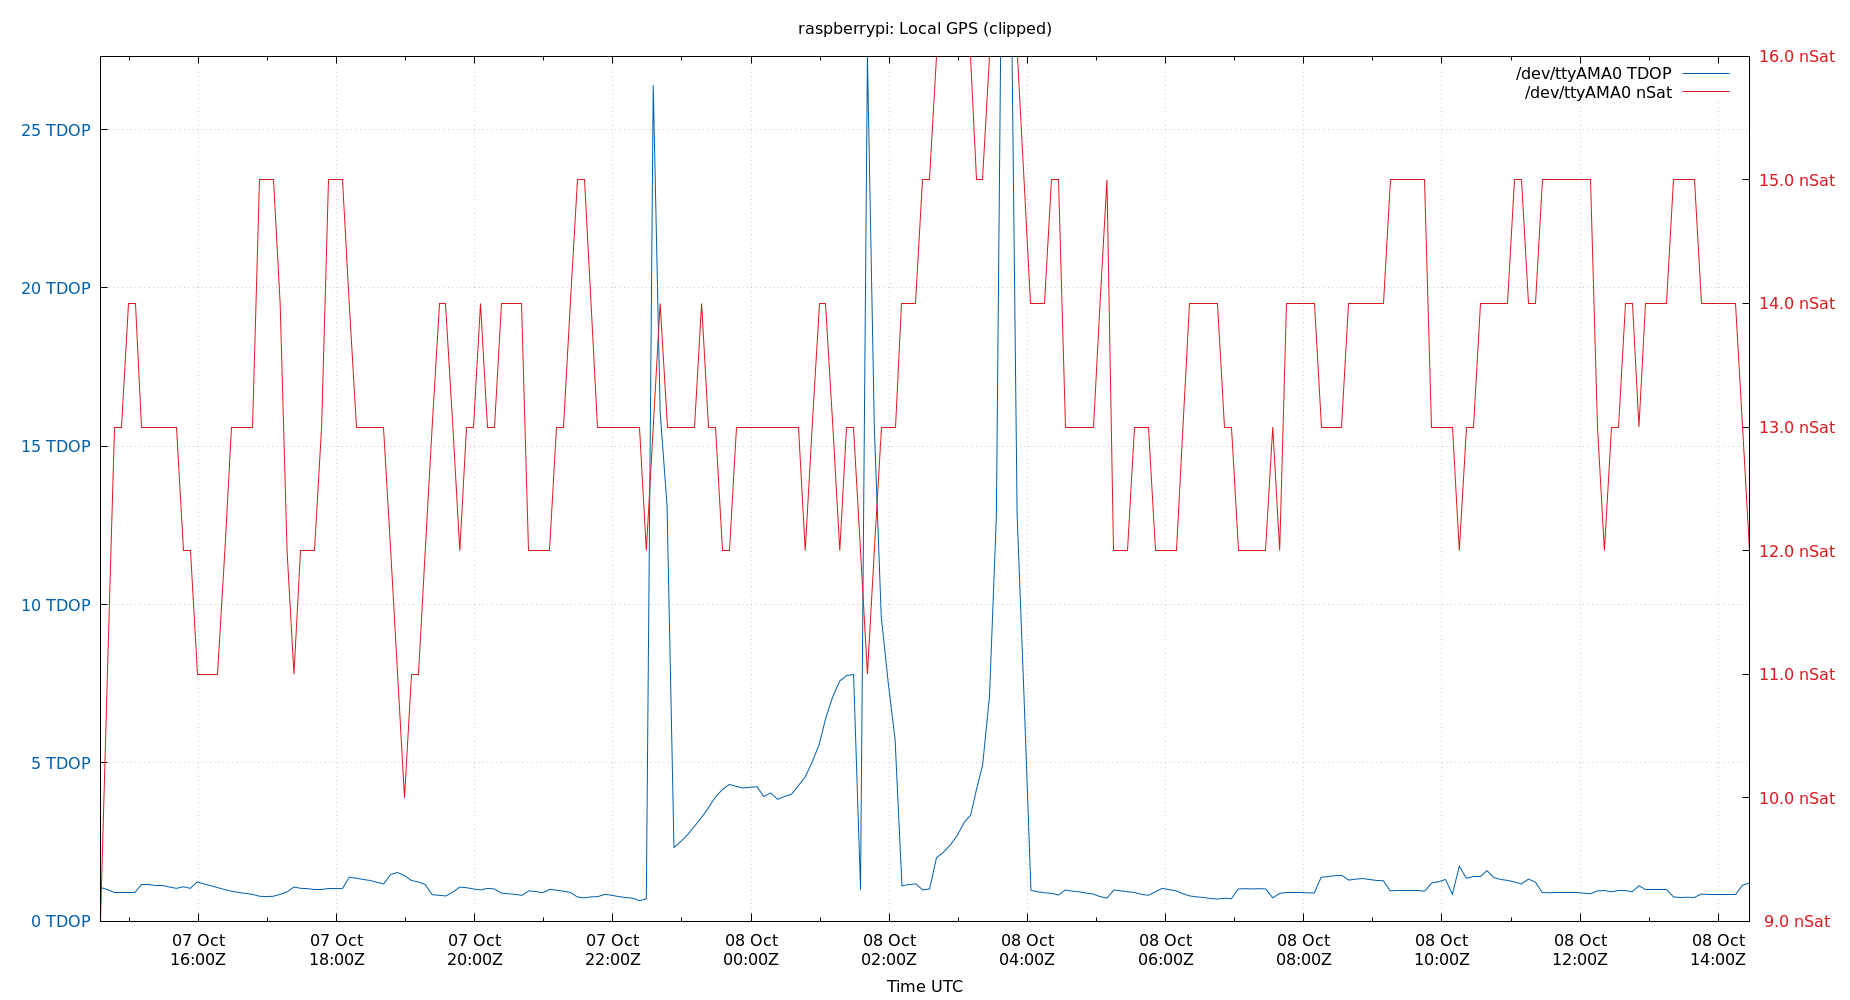 raspberrypi: Local GPS (clipped)
/dev/ttyAMA0 TDOP
/dev/ttyAMA0 nSat
25 TDOP
20 TDOP
15 TDOP
10 TDOP
5 TDOP
0 TDOP
16.0 nSat
15.0 nSat
14.0 nSat
13.0 nSat
12.0 nSat
11.0 nSat
10.0 nSat
9.0 nSat
07 Oct 07 Oct 07 Oct 07 Oct 08 Oct 08 Oct 08 Oct 08 Oct 08 Oct 08 Oct 08 Oct 08 Oct
16:00Z 18:00Z 20:00Z 22:00Z 00:00Z 02:00Z 04:00Z 06:00Z 08:00Z 10:00Z 12:00Z 14:00Z
Time UTC